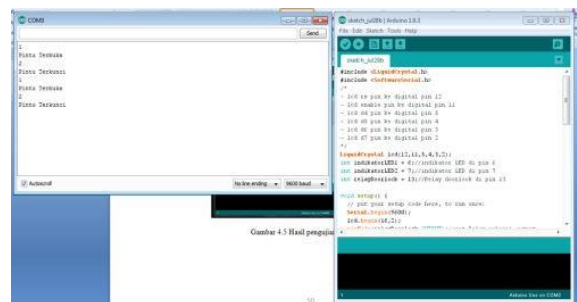 COM3
Send
1
Pintu Terbuka
2
Pintu Terkunci
1
Pintu Terbuka
2
Pintu Terkunci
Autoscroll
No line ending
9600 baud
sketch_jul28b | Arduino 1.8.3
File Edit Sketch Tools Help
sketch_jul28b
#include <LiquidCrystal.h>
#include <SoftwareSerial.h>
/*
- lcd rs pin ke digital pin 12
- lcd enable pin ke digital pin 11
- lcd d4 pin ke digital pin 5
- lcd d5 pin ke digital pin 4
- lcd d6 pin ke digital pin 3
- lcd d7 pin ke digital pin 2
*/
LiquidCrystal lcd(12,11,5,4,3,2);
int indikatorLED1 = 6;//indikator LED di pin 6
int indikatorLED2 = 7;//indikator LED di pin 7
int relayDoorlock = 13;//Relay doorlock di pin 13
void setup() {
// put your setup code here, to run once:
Serial.begin(9600);
lcd.begin(16,2);
Gambar 4.5 Hasil pengujian
1
Arduino Uno on COM3
50